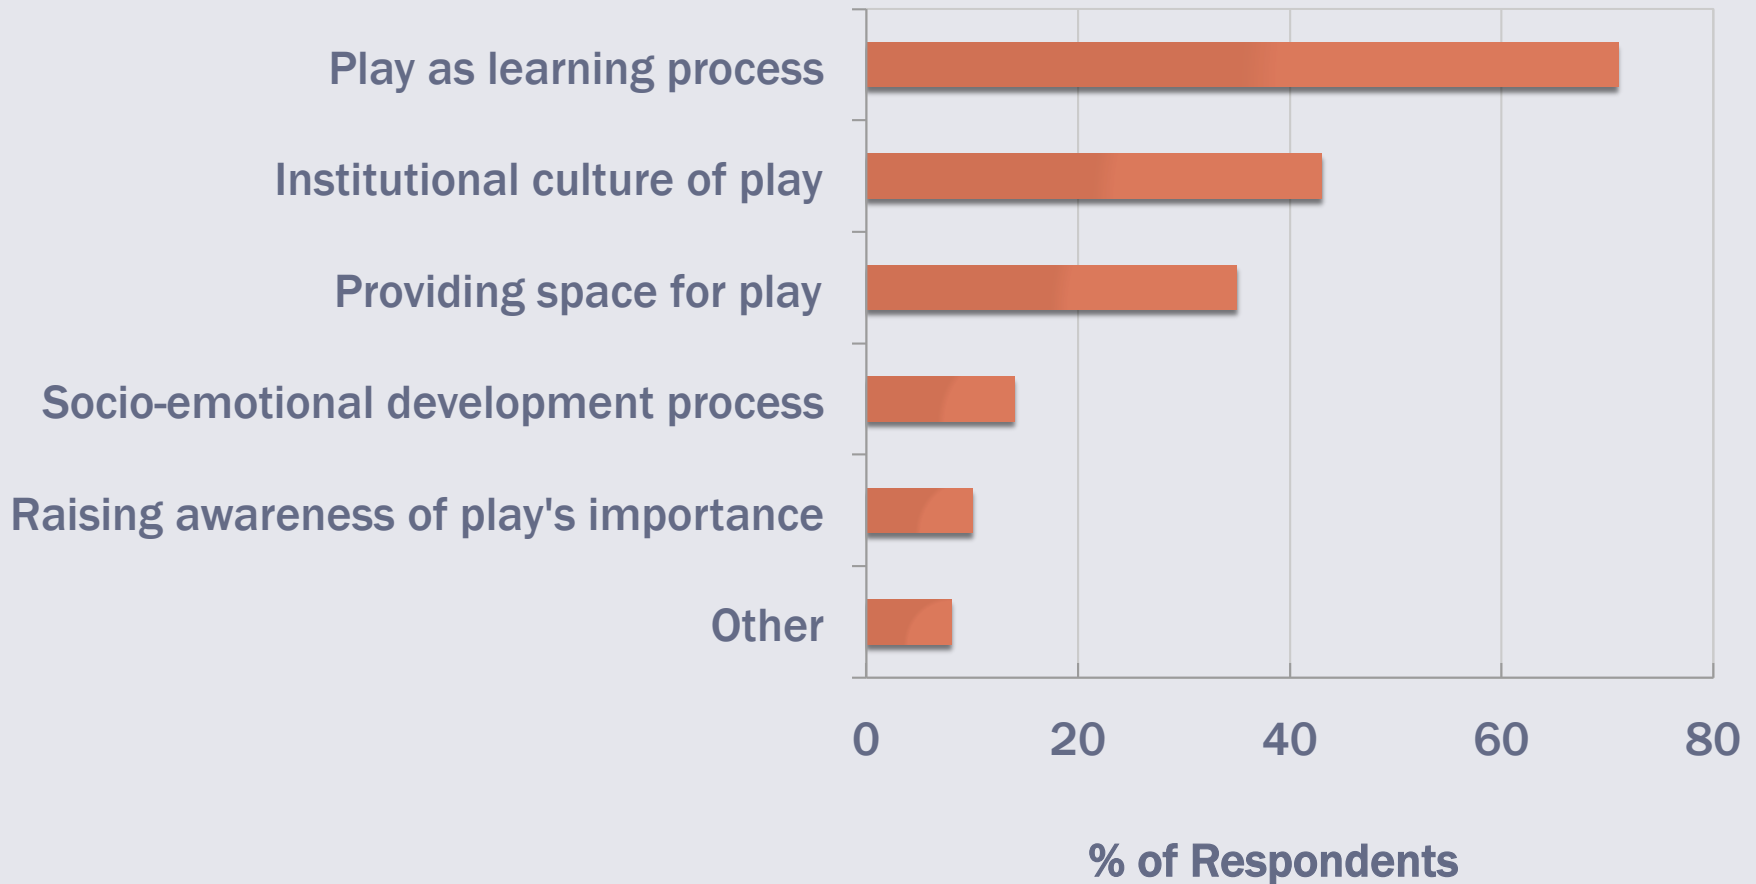 Play as learning process
Institutional culture of play
Providing space for play
Socio-emotional development process
Raising awareness of play's importance
Other
0 20 40 60 80
% of Respondents